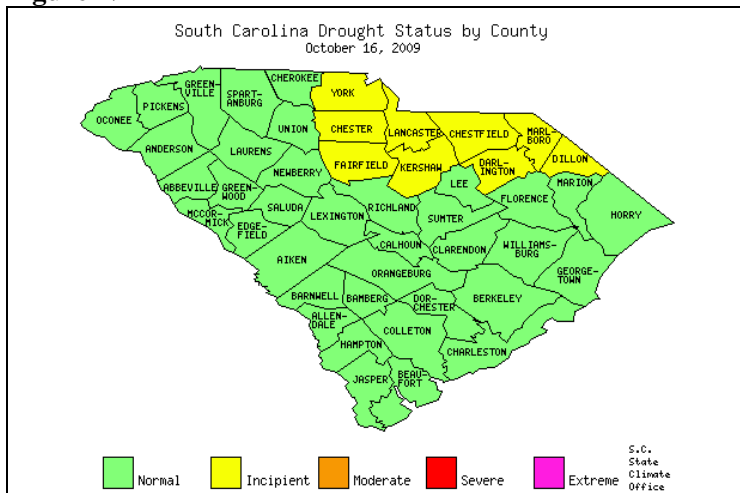 South Carolina Drought Status by County
October 16, 2009
CHEROKEE
GREEN-
VILLE
SPART-
ANBURG
YORK
PICKENS
OCONEE
UNION
CHESTER
LANCASTER
CHESTFIELD
MARL-
BORO
ANDERSON
LAURENS
FAIRFIELD
KERSHAW
DARL-
INGTON
DILLON
NEWBERRY
ABBEVILLE
GREEN-
WOOD
LEE
MARION
FLORENCE
MCCOR-
MICK
SALUDA
LEXINGTON
RICHLAND
SUMTER
HORRY
EDGE-
FIELD
CALHOUN
CLARENDON
WILLIAMS-
BURG
AIKEN
ORANGEBURG
GEORGE-
TOWN
BARNWELL
BAMBERG
DOR-
CHESTER
BERKELEY
ALLEN-
DALE
COLLETON
HAMPTON
CHARLESTON
JASPER
BEAU-
FORT
Normal
Incipient
Moderate
Severe
Extreme
S.C.
State
Climate
Office